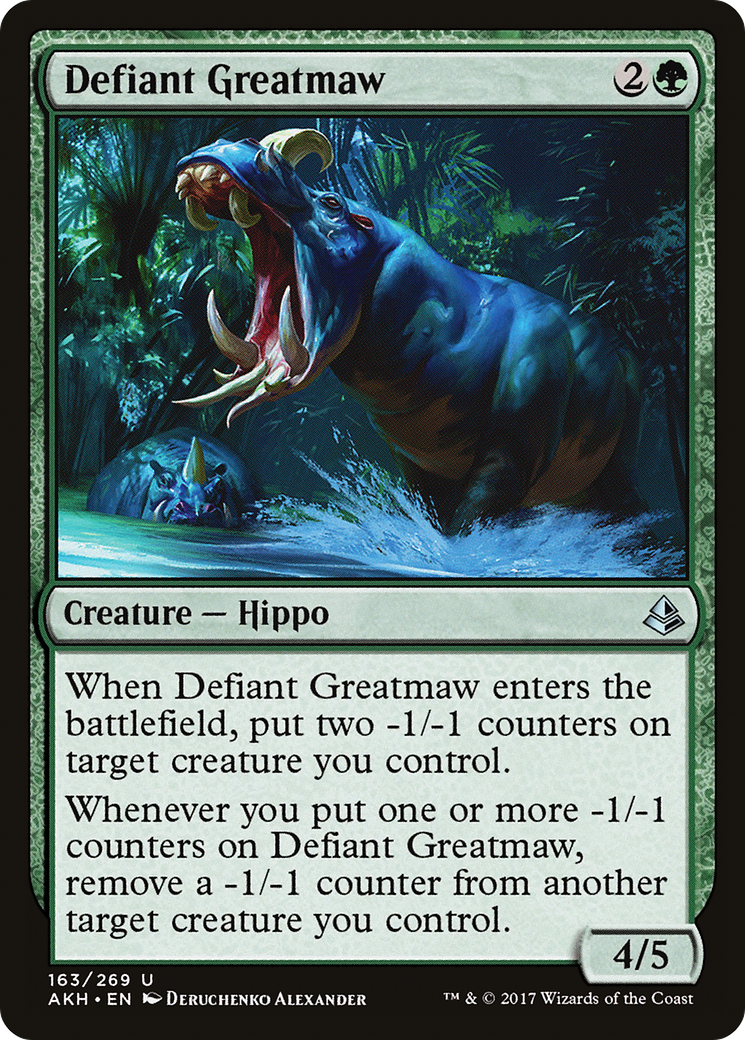 Defiant Greatmaw 2
Creature — Hippo
When Defiant Greatmaw enters the
battlefield, put two -1/-1 counters on
target creature you control.
Whenever you put one or more -1/-1
counters on Defiant Greatmaw,
remove a -1/-1 counter from another
target creature you control.
4/5
163/269 U
AKH • EN Deruchenko Alexander
™ & © 2017 Wizards of the Coast